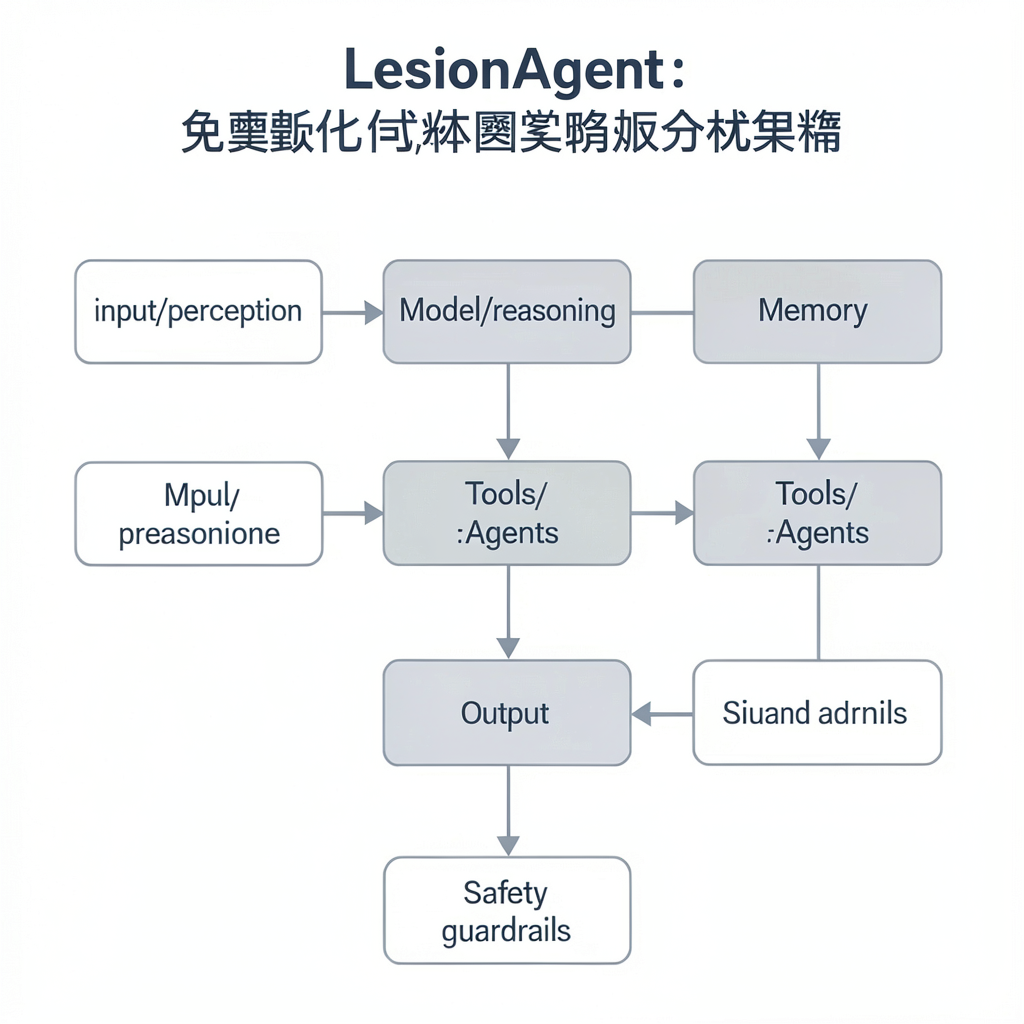 LesionAgent:
input/perception
Model/reasoning
Memory
Mpul/
preasonione
Tools/
:Agents
Tools/
:Agents
Output
Siuand adrnils
Safety
guardrails